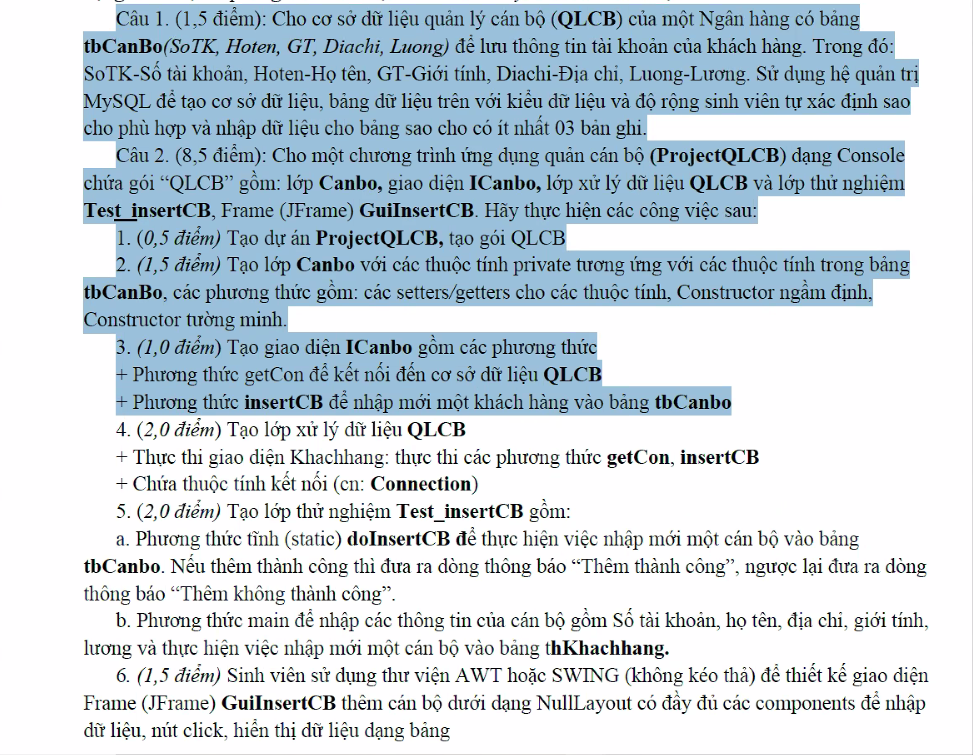 Câu 1. (1,5 điểm): Cho cơ sở dữ liệu quản lý cán bộ (QLCB) của một Ngân hàng có bảng
tbCanBo(SoTK, Hoten, GT, Diachi, Luong) để lưu thông tin tài khoản của khách hàng. Trong đó:
SoTK-Số tài khoản, Hoten-Họ tên, GT-Giới tính, Diachi-Địa chỉ, Luong-Lương. Sử dụng hệ quản trị
MySQL để tạo cơ sở dữ liệu, bảng dữ liệu trên với kiểu dữ liệu và độ rộng sinh viên tự xác định sao
cho phù hợp và nhập dữ liệu cho bảng sao cho có ít nhất 03 bản ghi.
Câu 2. (8,5 điểm): Cho một chương trình ứng dụng quản cán bộ (ProjectQLCB) dạng Console
chứa gói “QLCB” gồm: lớp Canbo, giao diện ICanbo, lớp xử lý dữ liệu QLCB và lớp thử nghiệm
Test_insertCB, Frame (JFrame) GuiInsertCB. Hãy thực hiện các công việc sau:
1. (0,5 điểm) Tạo dự án ProjectQLCB, tạo gói QLCB
2. (1,5 điểm) Tạo lớp Canbo với các thuộc tính private tương ứng với các thuộc tính trong bảng
tbCanBo, các phương thức gồm: các setters/getters cho các thuộc tính, Constructor ngầm định,
Constructor tường minh.
3. (1,0 điểm) Tạo giao diện ICanbo gồm các phương thức
+ Phương thức getCon để kết nối đến cơ sở dữ liệu QLCB
+ Phương thức insertCB để nhập mới một khách hàng vào bảng tbCanbo
4. (2,0 điểm) Tạo lớp xử lý dữ liệu QLCB
+ Thực thi giao diện Khachhang: thực thi các phương thức getCon, insertCB
+ Chứa thuộc tính kết nối (cn: Connection)
5. (2,0 điểm) Tạo lớp thử nghiệm Test_insertCB gồm:
a. Phương thức tĩnh (static) doInsertCB để thực hiện việc nhập mới một cán bộ vào bảng
tbCanbo. Nếu thêm thành công thì đưa ra dòng thông báo “Thêm thành công”, ngược lại đưa ra dòng
thông báo “Thêm không thành công”.
b. Phương thức main để nhập các thông tin của cán bộ gồm Số tài khoản, họ tên, địa chỉ, giới tính,
lương và thực hiện việc nhập mới một cán bộ vào bảng thKhachhang.
6. (1,5 điểm) Sinh viên sử dụng thư viện AWT hoặc SWING (không kéo thả) để thiết kế giao diện
Frame (JFrame) GuiInsertCB thêm cán bộ dưới dạng NullLayout có đầy đủ các components để nhập
dữ liệu, nút click, hiển thị dữ liệu dạng bảng